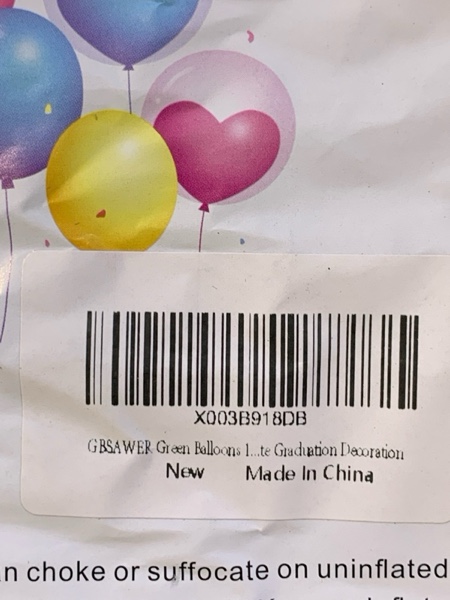 X003B918DB
GBSAWER Green Balloons 1...te Graduation Decoration
New Made In China
n choke or suffocate on uninflated